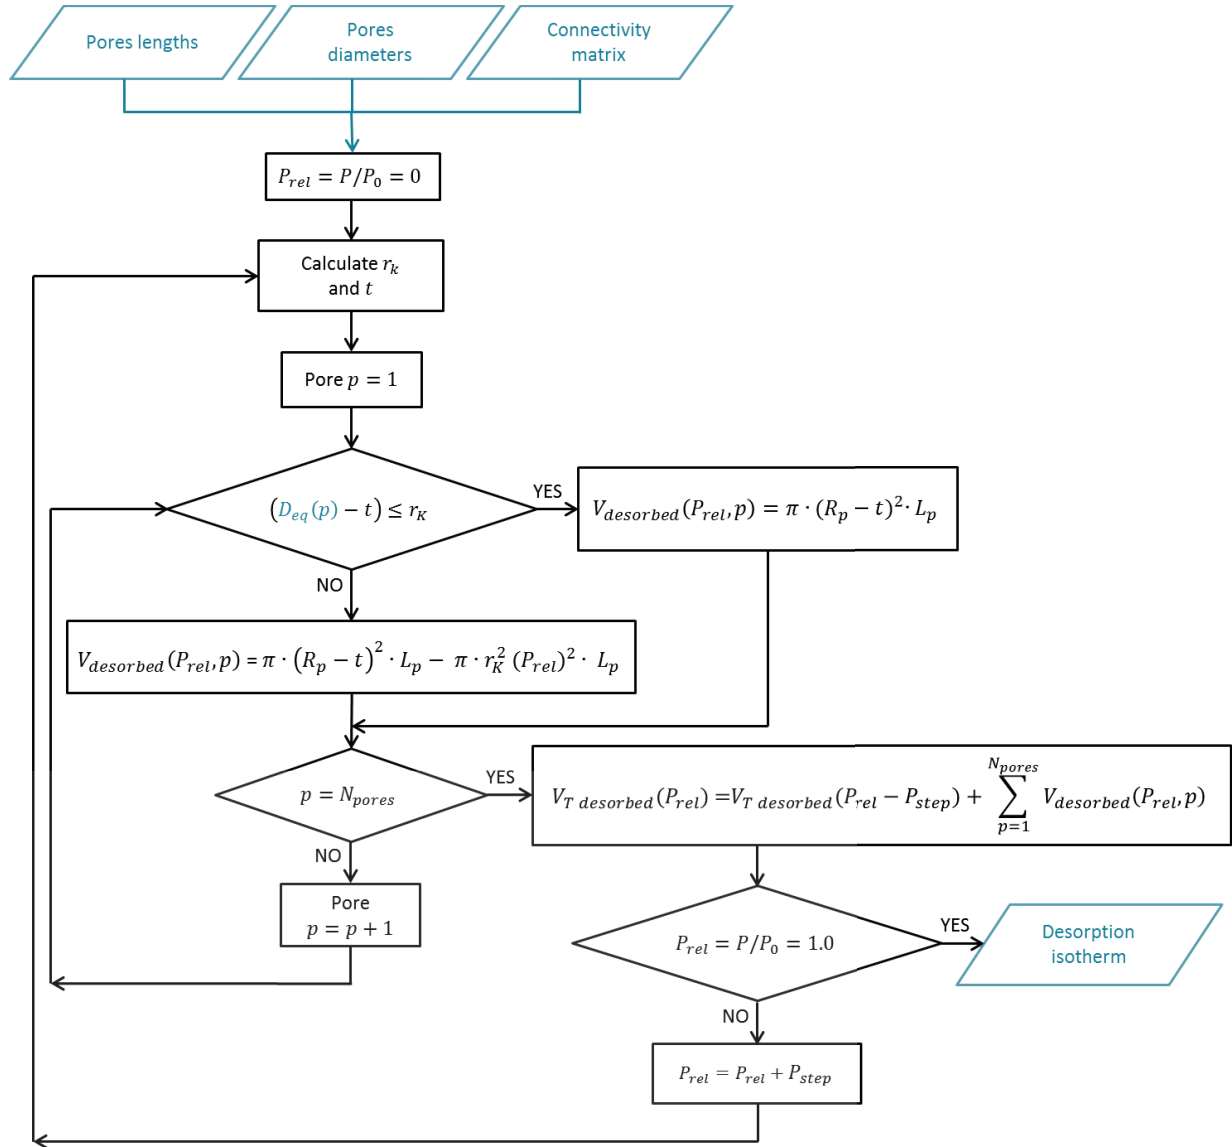 Pores lengths
Pores
diameters
Connectivity
matrix
P_rel = P/P_0 = 0
Calculate r_k
and t
Pore p = 1
(D_eq(p) − t) ≤ r_K
YES
V_desorbed(P_rel, p) = π · (R_p − t)^2 · L_p
NO
V_desorbed(P_rel, p) = π · (R_p − t)^2 · L_p − π · r_K^2 (P_rel)^2 · L_p
p = N_pores
YES
V_T desorbed(P_rel) = V_T desorbed(P_rel − P_step) + ∑_{p=1}^{N_pores} V_desorbed(P_rel, p)
NO
Pore
p = p + 1
P_rel = P/P_0 = 1.0
YES
Desorption
isotherm
NO
P_rel = P_rel + P_step